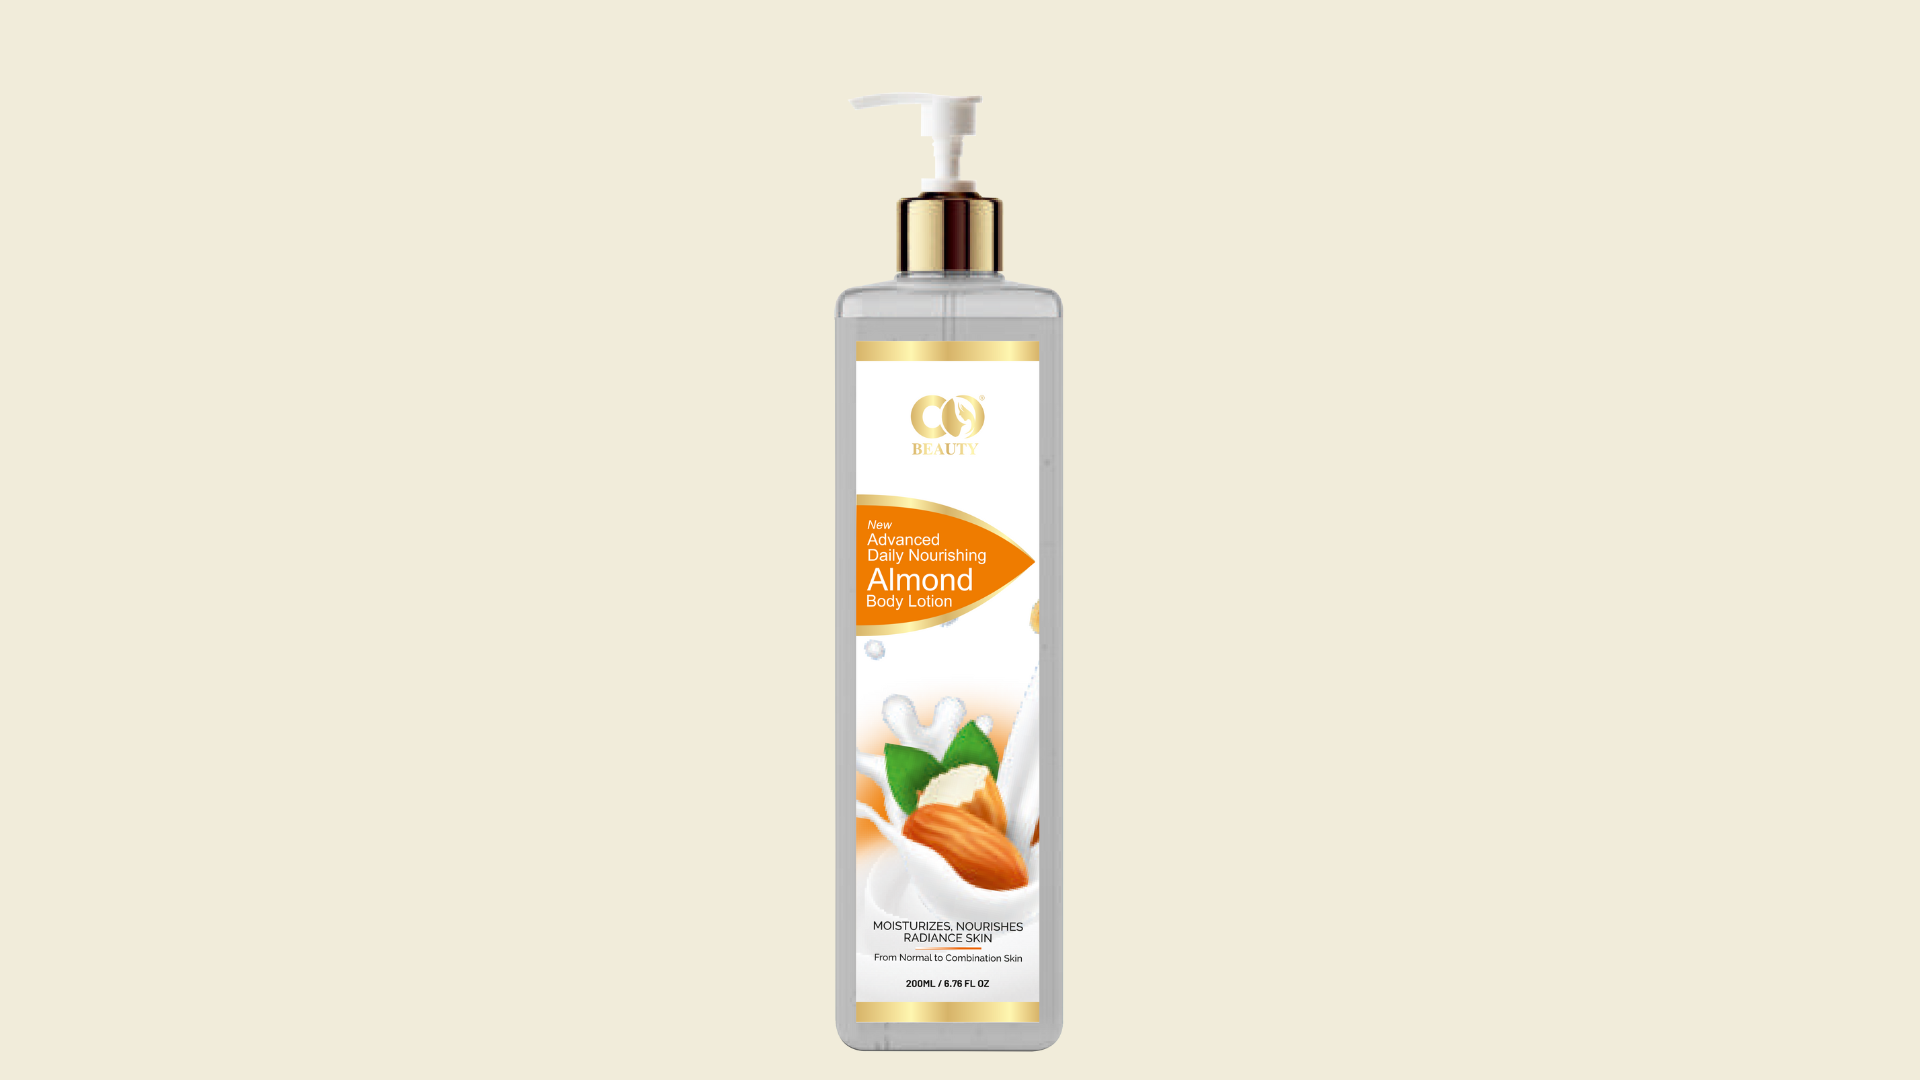 CO
BEAUTY
New
Advanced
Daily Nourishing
Almond
Body Lotion
MOISTURIZES, NOURISHES
RADIANCE SKIN
From Normal to Combination Skin
200ML / 6.76 FL OZ